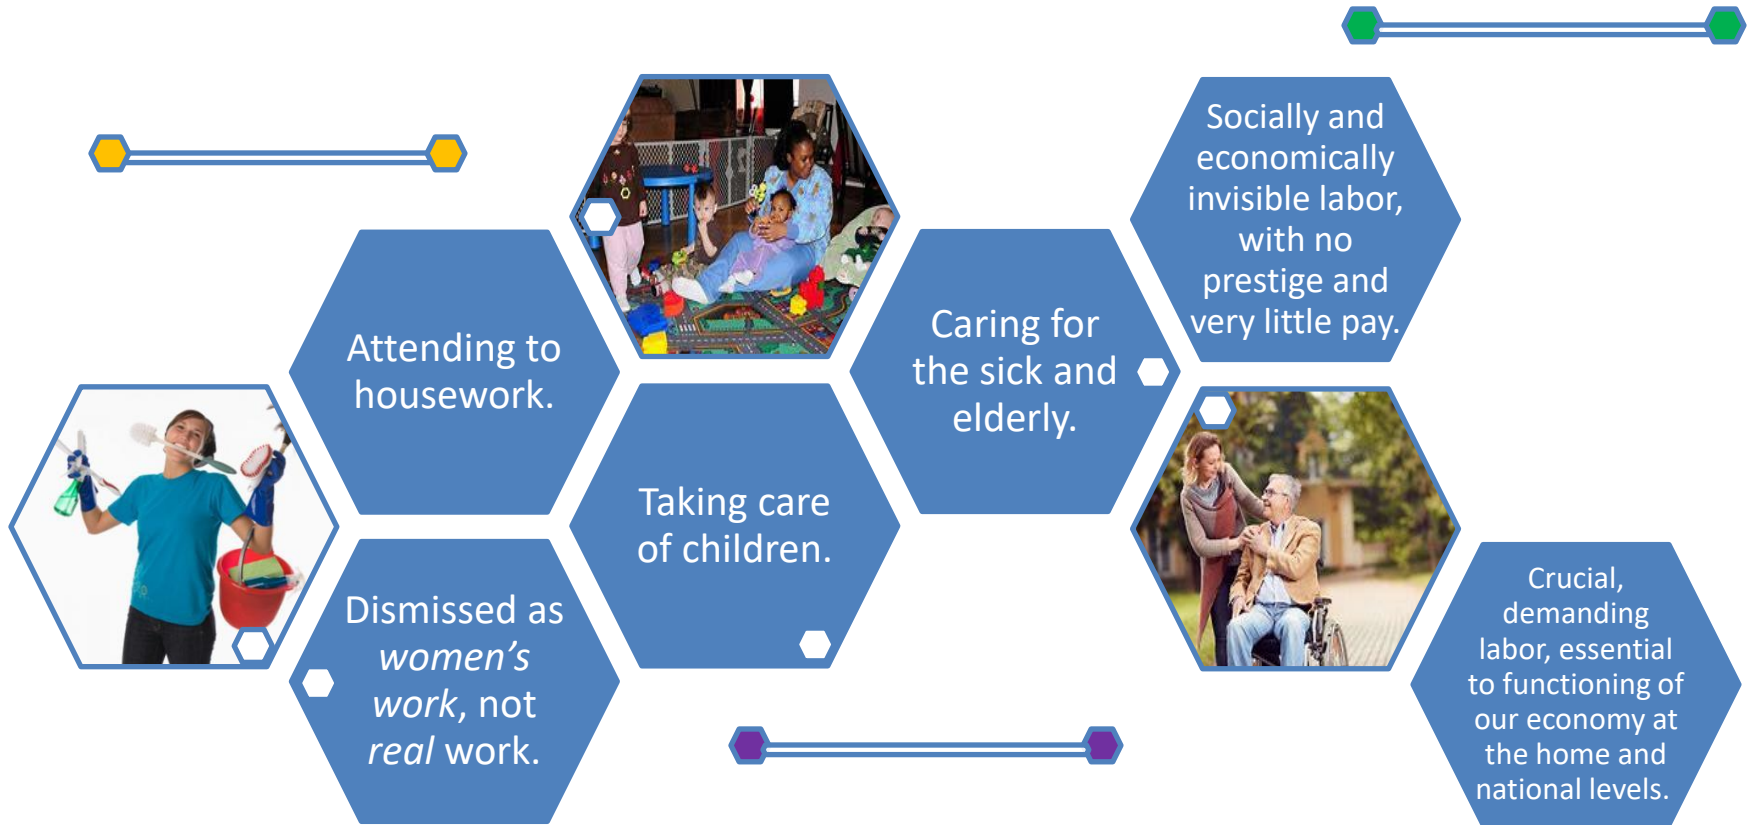 Attending to
housework.
Dismissed as
women's
work, not
real work.
Taking care
of children.
Caring for
the sick and
elderly.
Socially and
economically
invisible labor,
with no
prestige and
very little pay.
Crucial,
demanding
labor, essential
to functioning of
our economy at
the home and
national levels.